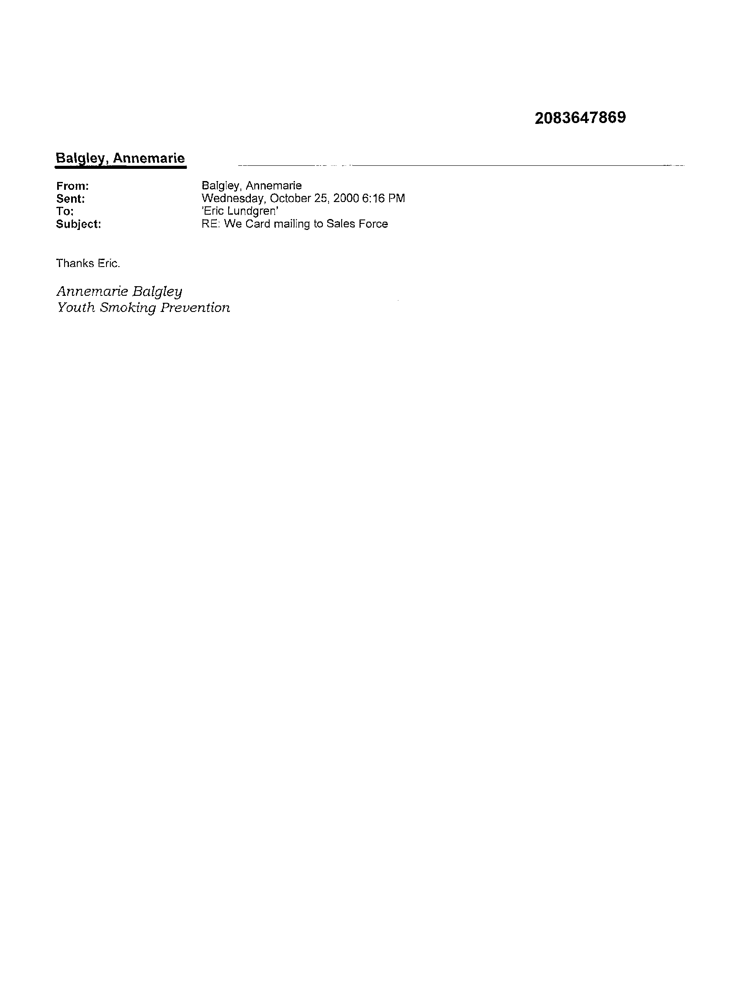 2083647869
Balgley, Annemarie
From: Balgley, Annemarie
Sent: Wednesday, October 25, 2000 6:16 PM
To: 'Eric Lundgren'
Subject: RE: We Card mailing to Sales Force
Thanks Eric.
Annemarie Balgley
Youth Smoking Prevention